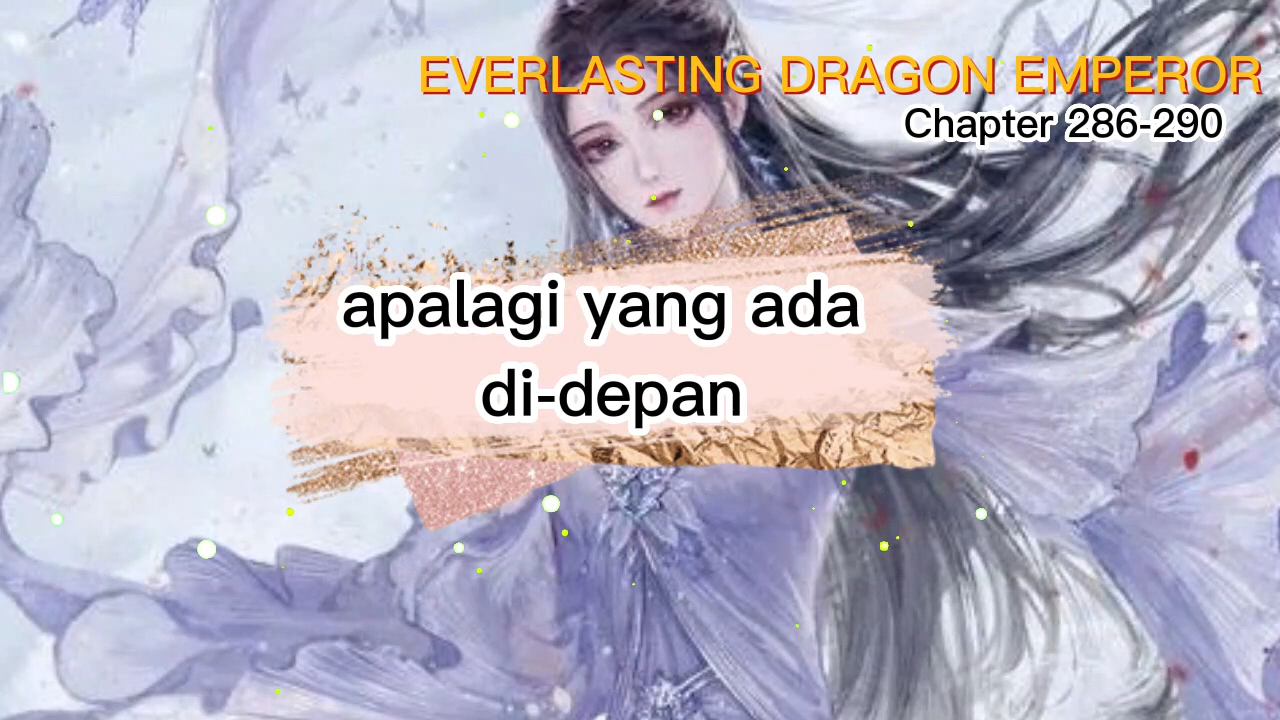 EVERLASTING DRAGON EMPEROR
Chapter 286-290
apalagi yang ada
di-depan